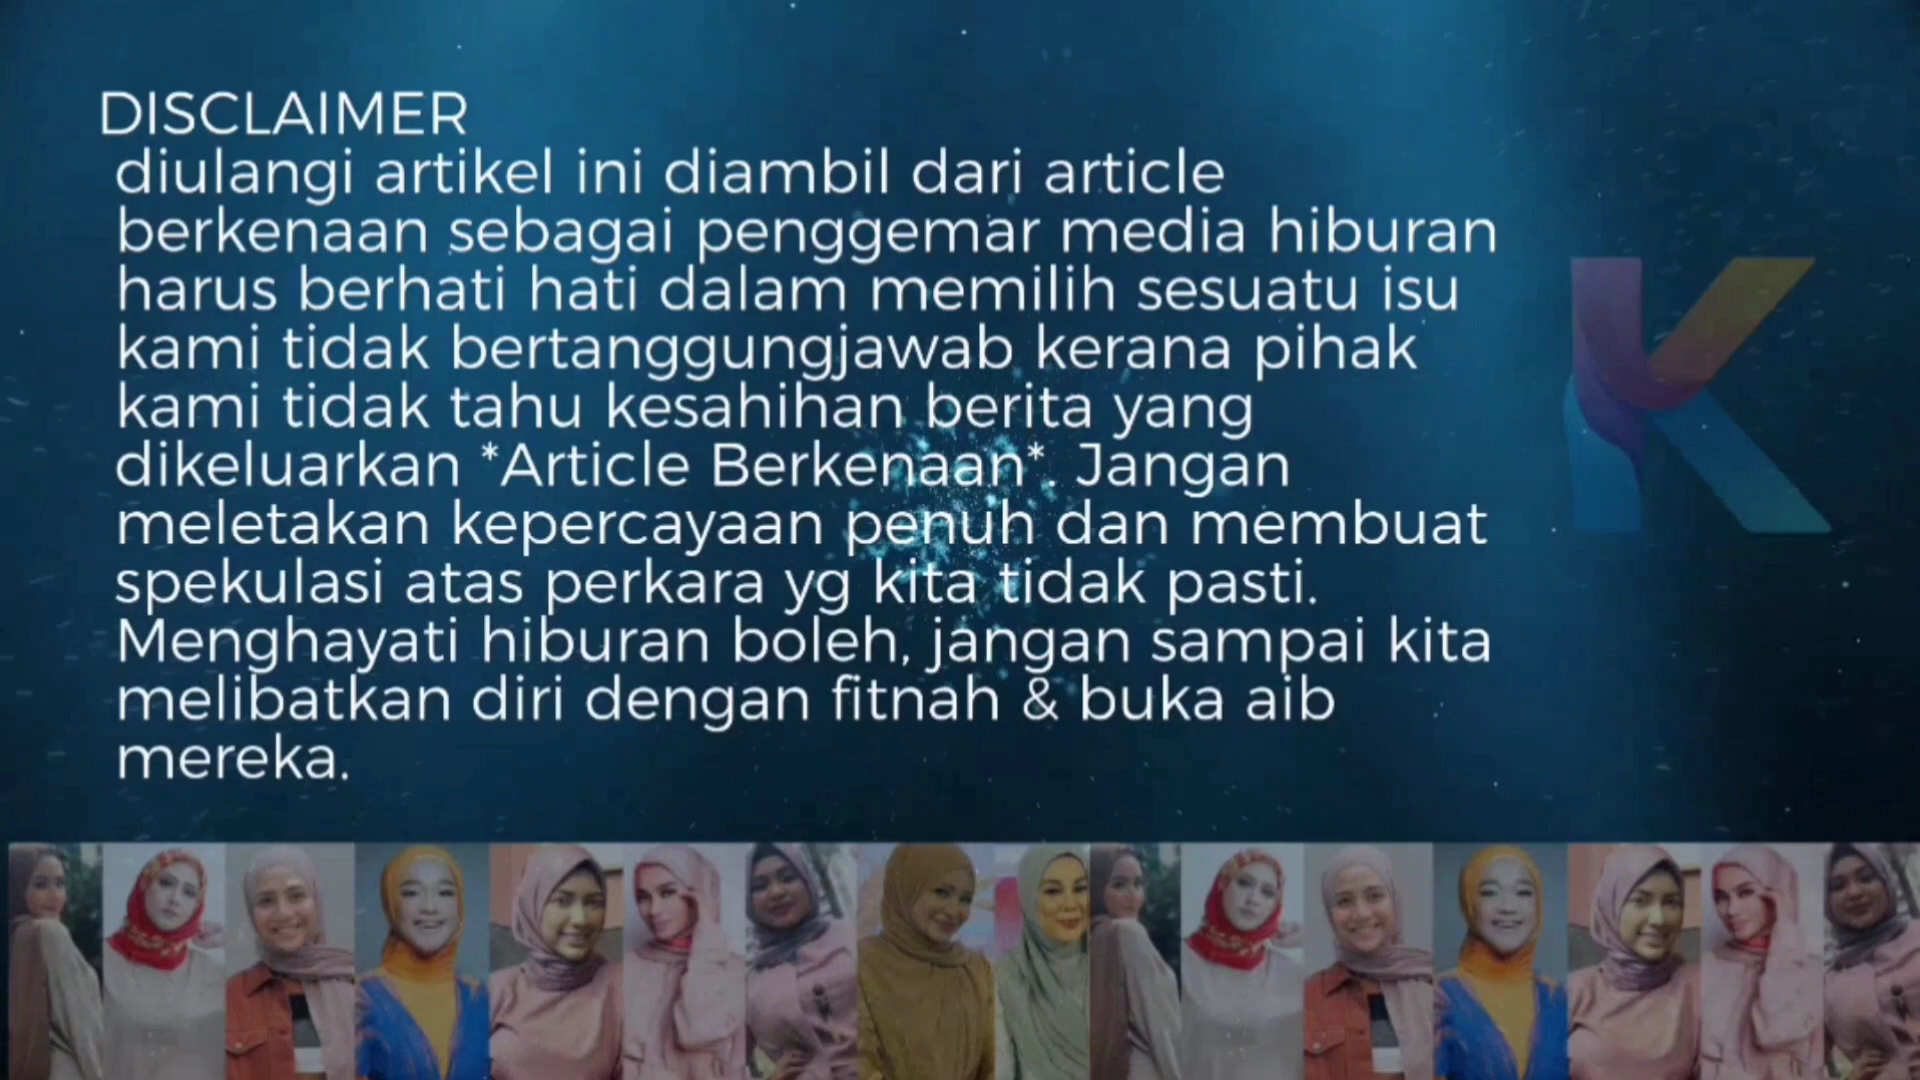 DISCLAIMER
diulangi artikel ini diambil dari article
berkenaan sebagai penggemar media hiburan
harus berhati hati dalam memilih sesuatu isu
kami tidak bertanggungjawab kerana pihak
kami tidak tahu kesahihan berita yang
dikeluarkan *Article Berkenaan*. Jangan
meletakan kepercayaan penuh dan membuat
spekulasi atas perkara yg kita tidak pasti.
Menghayati hiburan boleh, jangan sampai kita
melibatkan diri dengan fitnah & buka aib
mereka.
K